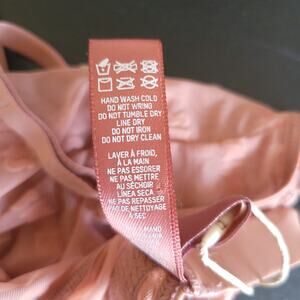 HAND WASH COLD
DO NOT WRING
DO NOT TUMBLE DRY
LINE DRY
DO NOT IRON
DO NOT DRY CLEAN
LAVER À FROID,
À LA MAIN
NE PAS ESSORER
NE PAS METTRE
AU SÉCHOIR
LÍNEA SECA
NE PAS REPASSER
PAS DE NETTOYAGE
À SEC
MANO